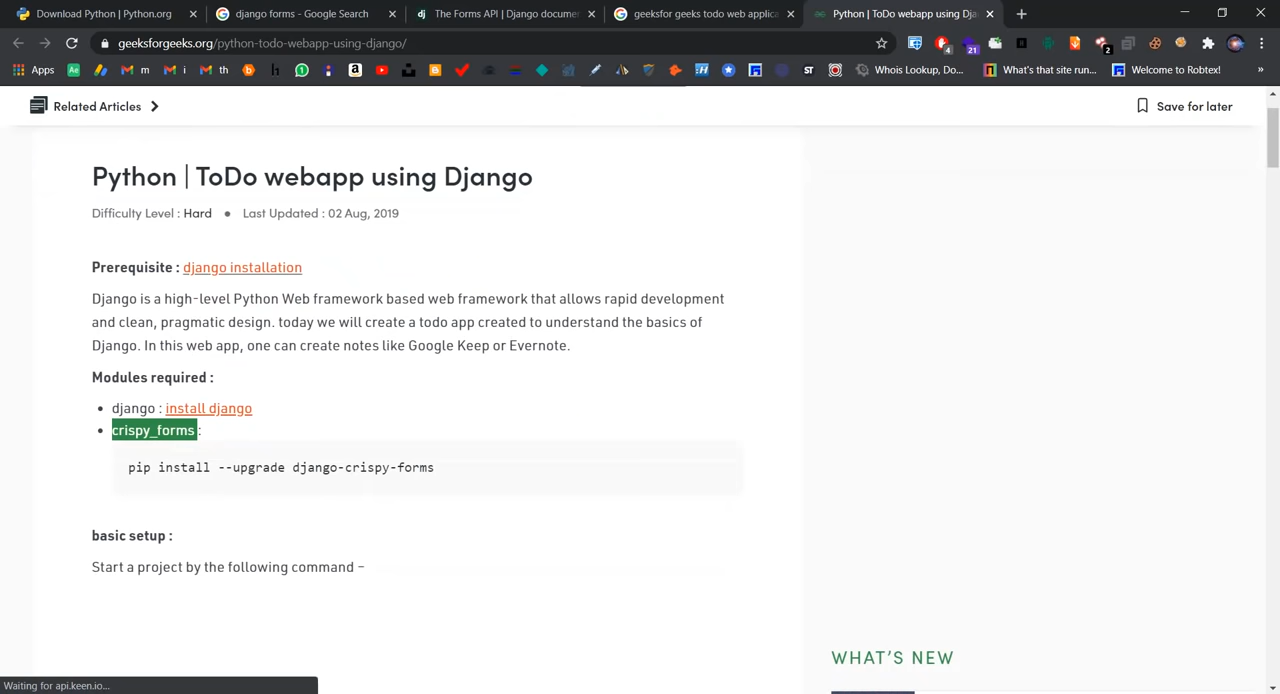 Download Python | Python.org
django forms - Google Search
The Forms API | Django docume
geeksfor geeks todo web applica
Python | ToDo webapp using Dja
geeksforgeeks.org/python-todo-webapp-using-django/
4
21
2
Apps
m
i
th
ST
Whois Lookup, Do...
What's that site run...
Welcome to Robtex!
»
Related Articles
Save for later
Python | ToDo webapp using Django
Difficulty Level : Hard ● Last Updated : 02 Aug, 2019
Prerequisite : django installation
Django is a high-level Python Web framework based web framework that allows rapid development
and clean, pragmatic design. today we will create a todo app created to understand the basics of
Django. In this web app, one can create notes like Google Keep or Evernote.
Modules required :
• django : install django
• crispy_forms :
pip install --upgrade django-crispy-forms
basic setup :
Start a project by the following command –
WHAT'S NEW
Waiting for api.keen.io...